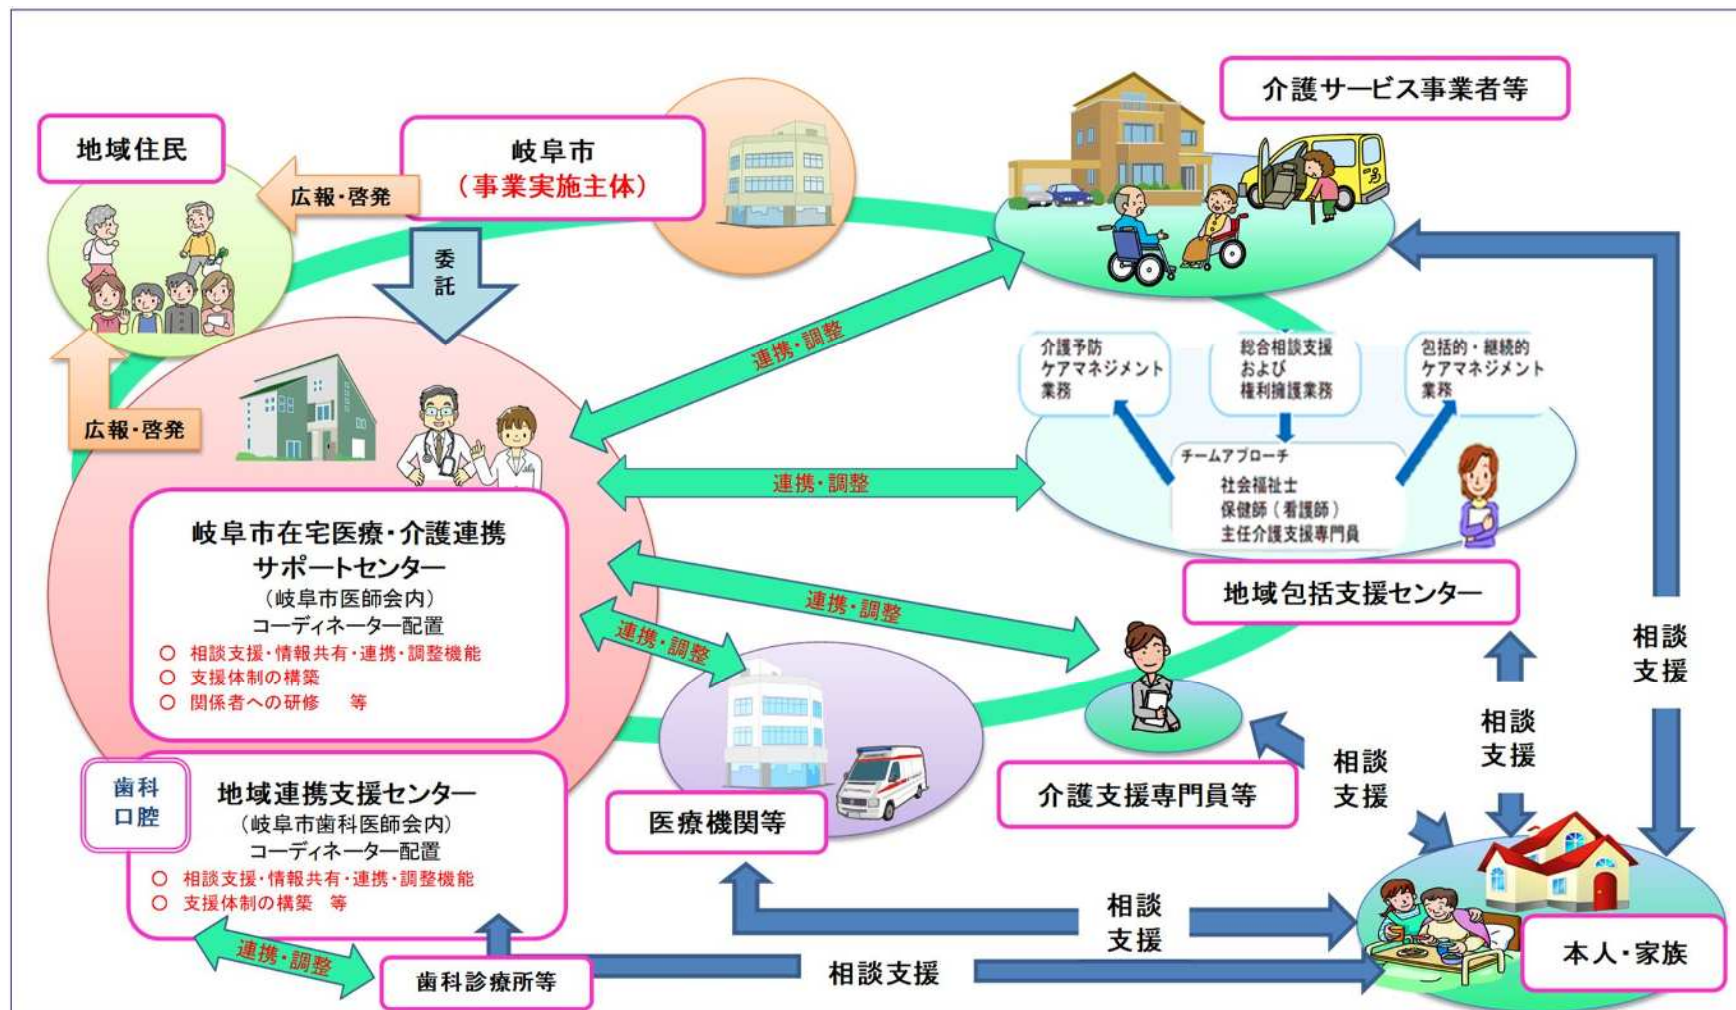 地域住民
岐阜市
（事業実施主体）
介護サービス事業者等
広報・啓発
委託
連携・調整
介護予防
ケアマネジメント
業務
総合相談支援
および
権利擁護業務
包括的・継続的
ケアマネジメント
業務
広報・啓発
チームアプローチ
社会福祉士
保健師（看護師）
主任介護支援専門員
連携・調整
岐阜市在宅医療・介護連携
サポートセンター
（岐阜市医師会内）
コーディネーター配置
○ 相談支援・情報共有・連携・調整機能
○ 支援体制の構築
○ 関係者への研修　等
連携・調整
連携・調整
地域包括支援センター
相談
支援
相談
支援
相談
支援
歯科
口腔
地域連携支援センター
（岐阜市歯科医師会内）
コーディネーター配置
○ 相談支援・情報共有・連携・調整機能
○ 支援体制の構築　等
医療機関等
介護支援専門員等
相談
支援
連携・調整
歯科診療所等
相談支援
本人・家族